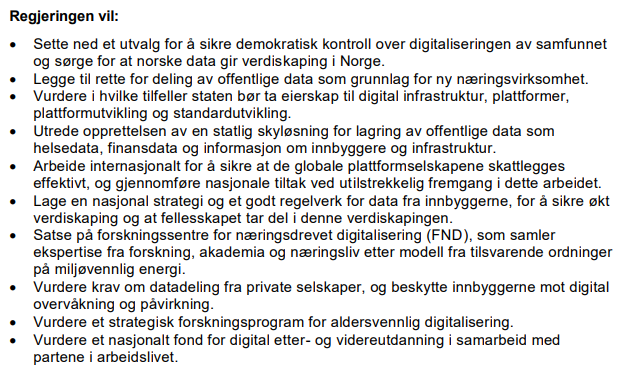 Regjeringen vil:
• Sette ned et utvalg for å sikre demokratisk kontroll over digitaliseringen av samfunnet
og sørge for at norske data gir verdiskaping i Norge.
• Legge til rette for deling av offentlige data som grunnlag for ny næringsvirksomhet.
• Vurdere i hvilke tilfeller staten bør ta eierskap til digital infrastruktur, plattformer,
plattformutvikling og standardutvikling.
• Utrede opprettelsen av en statlig skyløsning for lagring av offentlige data som
helsedata, finansdata og informasjon om innbyggere og infrastruktur.
• Arbeide internasjonalt for å sikre at de globale plattformselskapene skattlegges
effektivt, og gjennomføre nasjonale tiltak ved utilstrekkelig fremgang i dette arbeidet.
• Lage en nasjonal strategi og et godt regelverk for data fra innbyggerne, for å sikre økt
verdiskaping og at fellesskapet tar del i denne verdiskapingen.
• Satse på forskningssentre for næringsdrevet digitalisering (FND), som samler
ekspertise fra forskning, akademia og næringsliv etter modell fra tilsvarende ordninger
på miljøvennlig energi.
• Vurdere krav om datadeling fra private selskaper, og beskytte innbyggerne mot digital
overvåkning og påvirkning.
• Vurdere et strategisk forskningsprogram for aldersvennlig digitalisering.
• Vurdere et nasjonalt fond for digital etter- og videreutdanning i samarbeid med
partene i arbeidslivet.